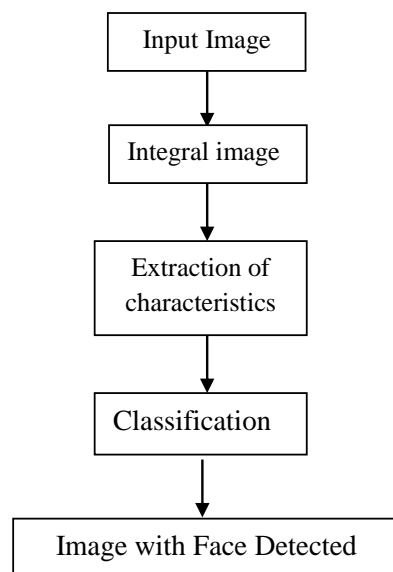 Input Image
Integral image
Extraction of
characteristics
Classification
Image with Face Detected